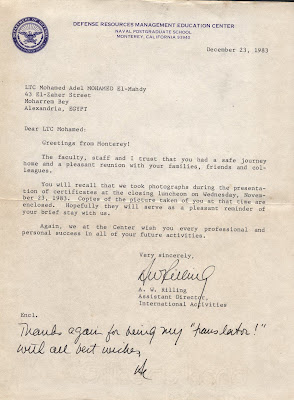 DEFENSE RESOURCES MANAGEMENT EDUCATION CENTER
NAVAL POSTGRADUATE SCHOOL
MONTEREY, CALIFORNIA 93940
December 23, 1983
LTC Mohamed Adel MOHAMED El-Mahdy
43 El-Zaher Street
Moharrem Bey
Alexandria, EGYPT
Dear LTC Mohamed:
Greetings from Monterey!
The faculty, staff and I trust that you had a safe journey
home and a pleasant reunion with your families, friends and col-
leagues.
You will recall that we took photographs during the presenta-
tion of certificates at the closing luncheon on Wednesday, Novem-
ber 23, 1983. Copies of the picture taken of you at that time are
enclosed. Hopefully they will serve as a pleasant reminder of
your brief stay with us.
Again, we at the Center wish you every professional and
personal success in all of your future activities.
Very sincerely,
A. W. KILLING
Assistant Director,
International Activities
Encl.
Thanks again for being my "translator!"
With all best wishes,